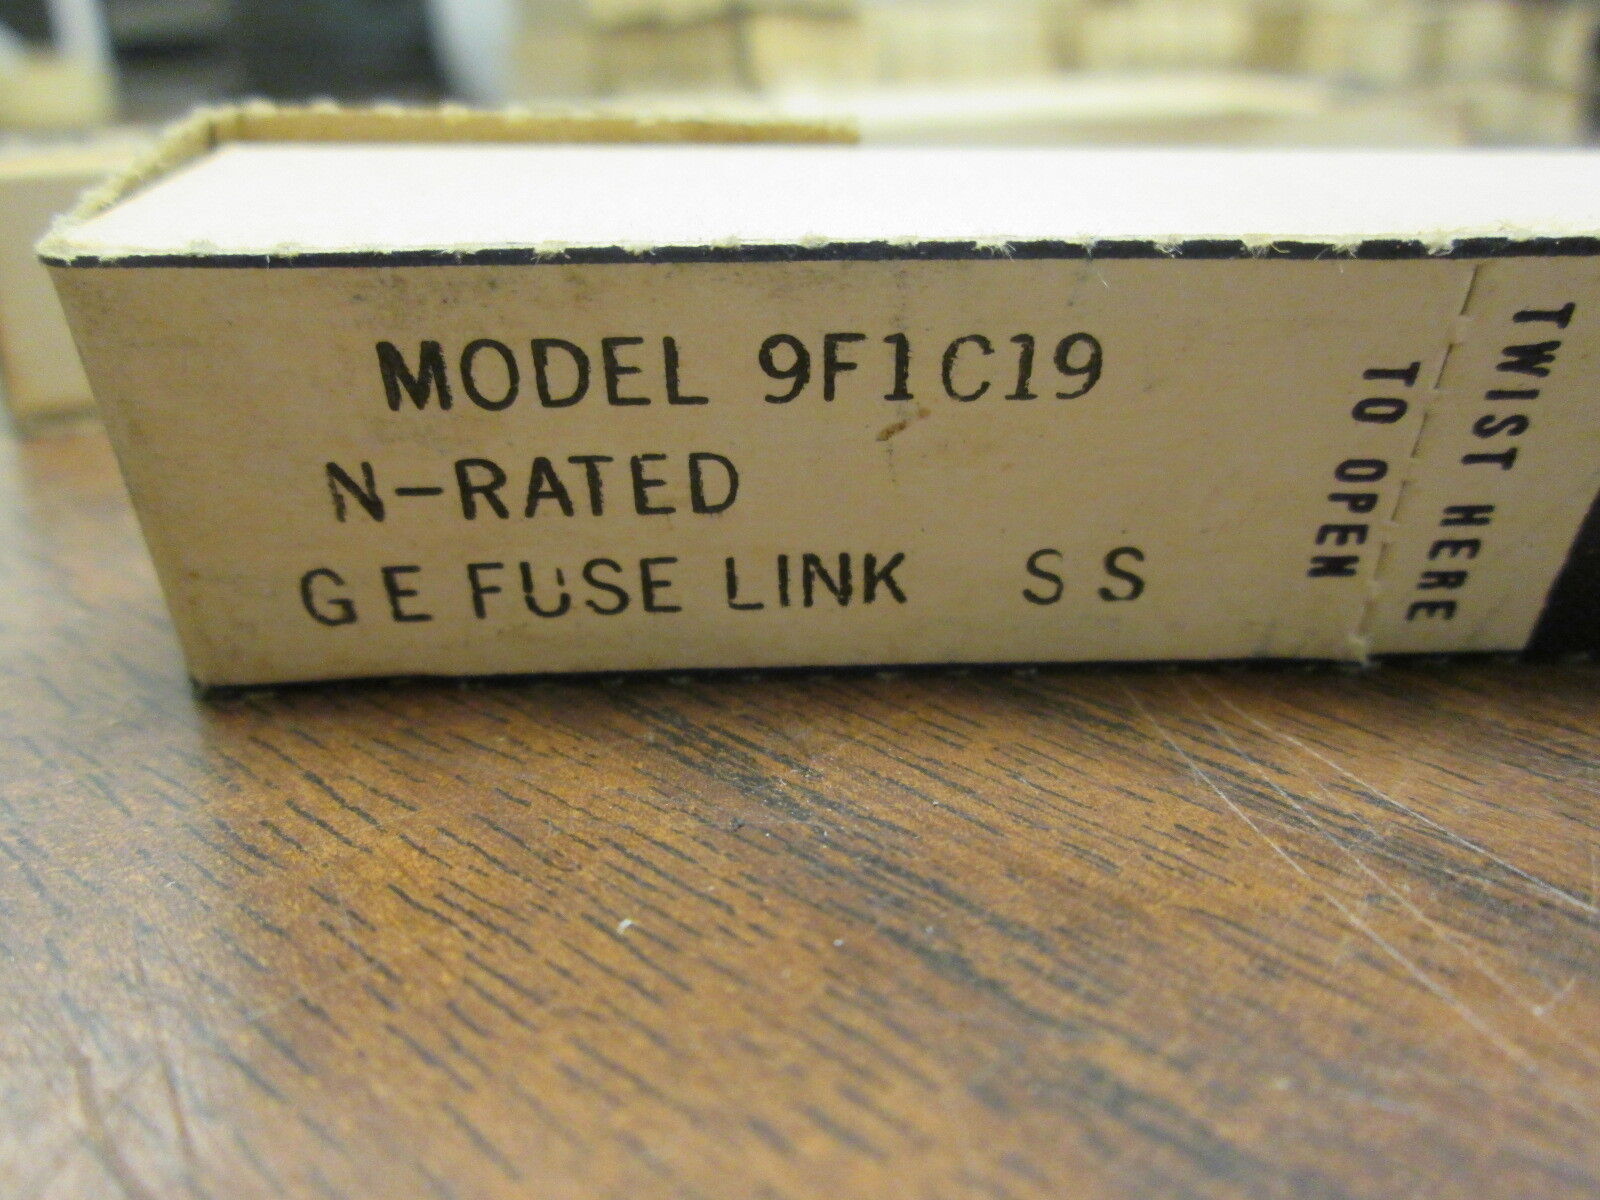 MODEL 9F1C19
N-RATED
GE FUSE LINK SS
TWIST HERE
TO OPEN